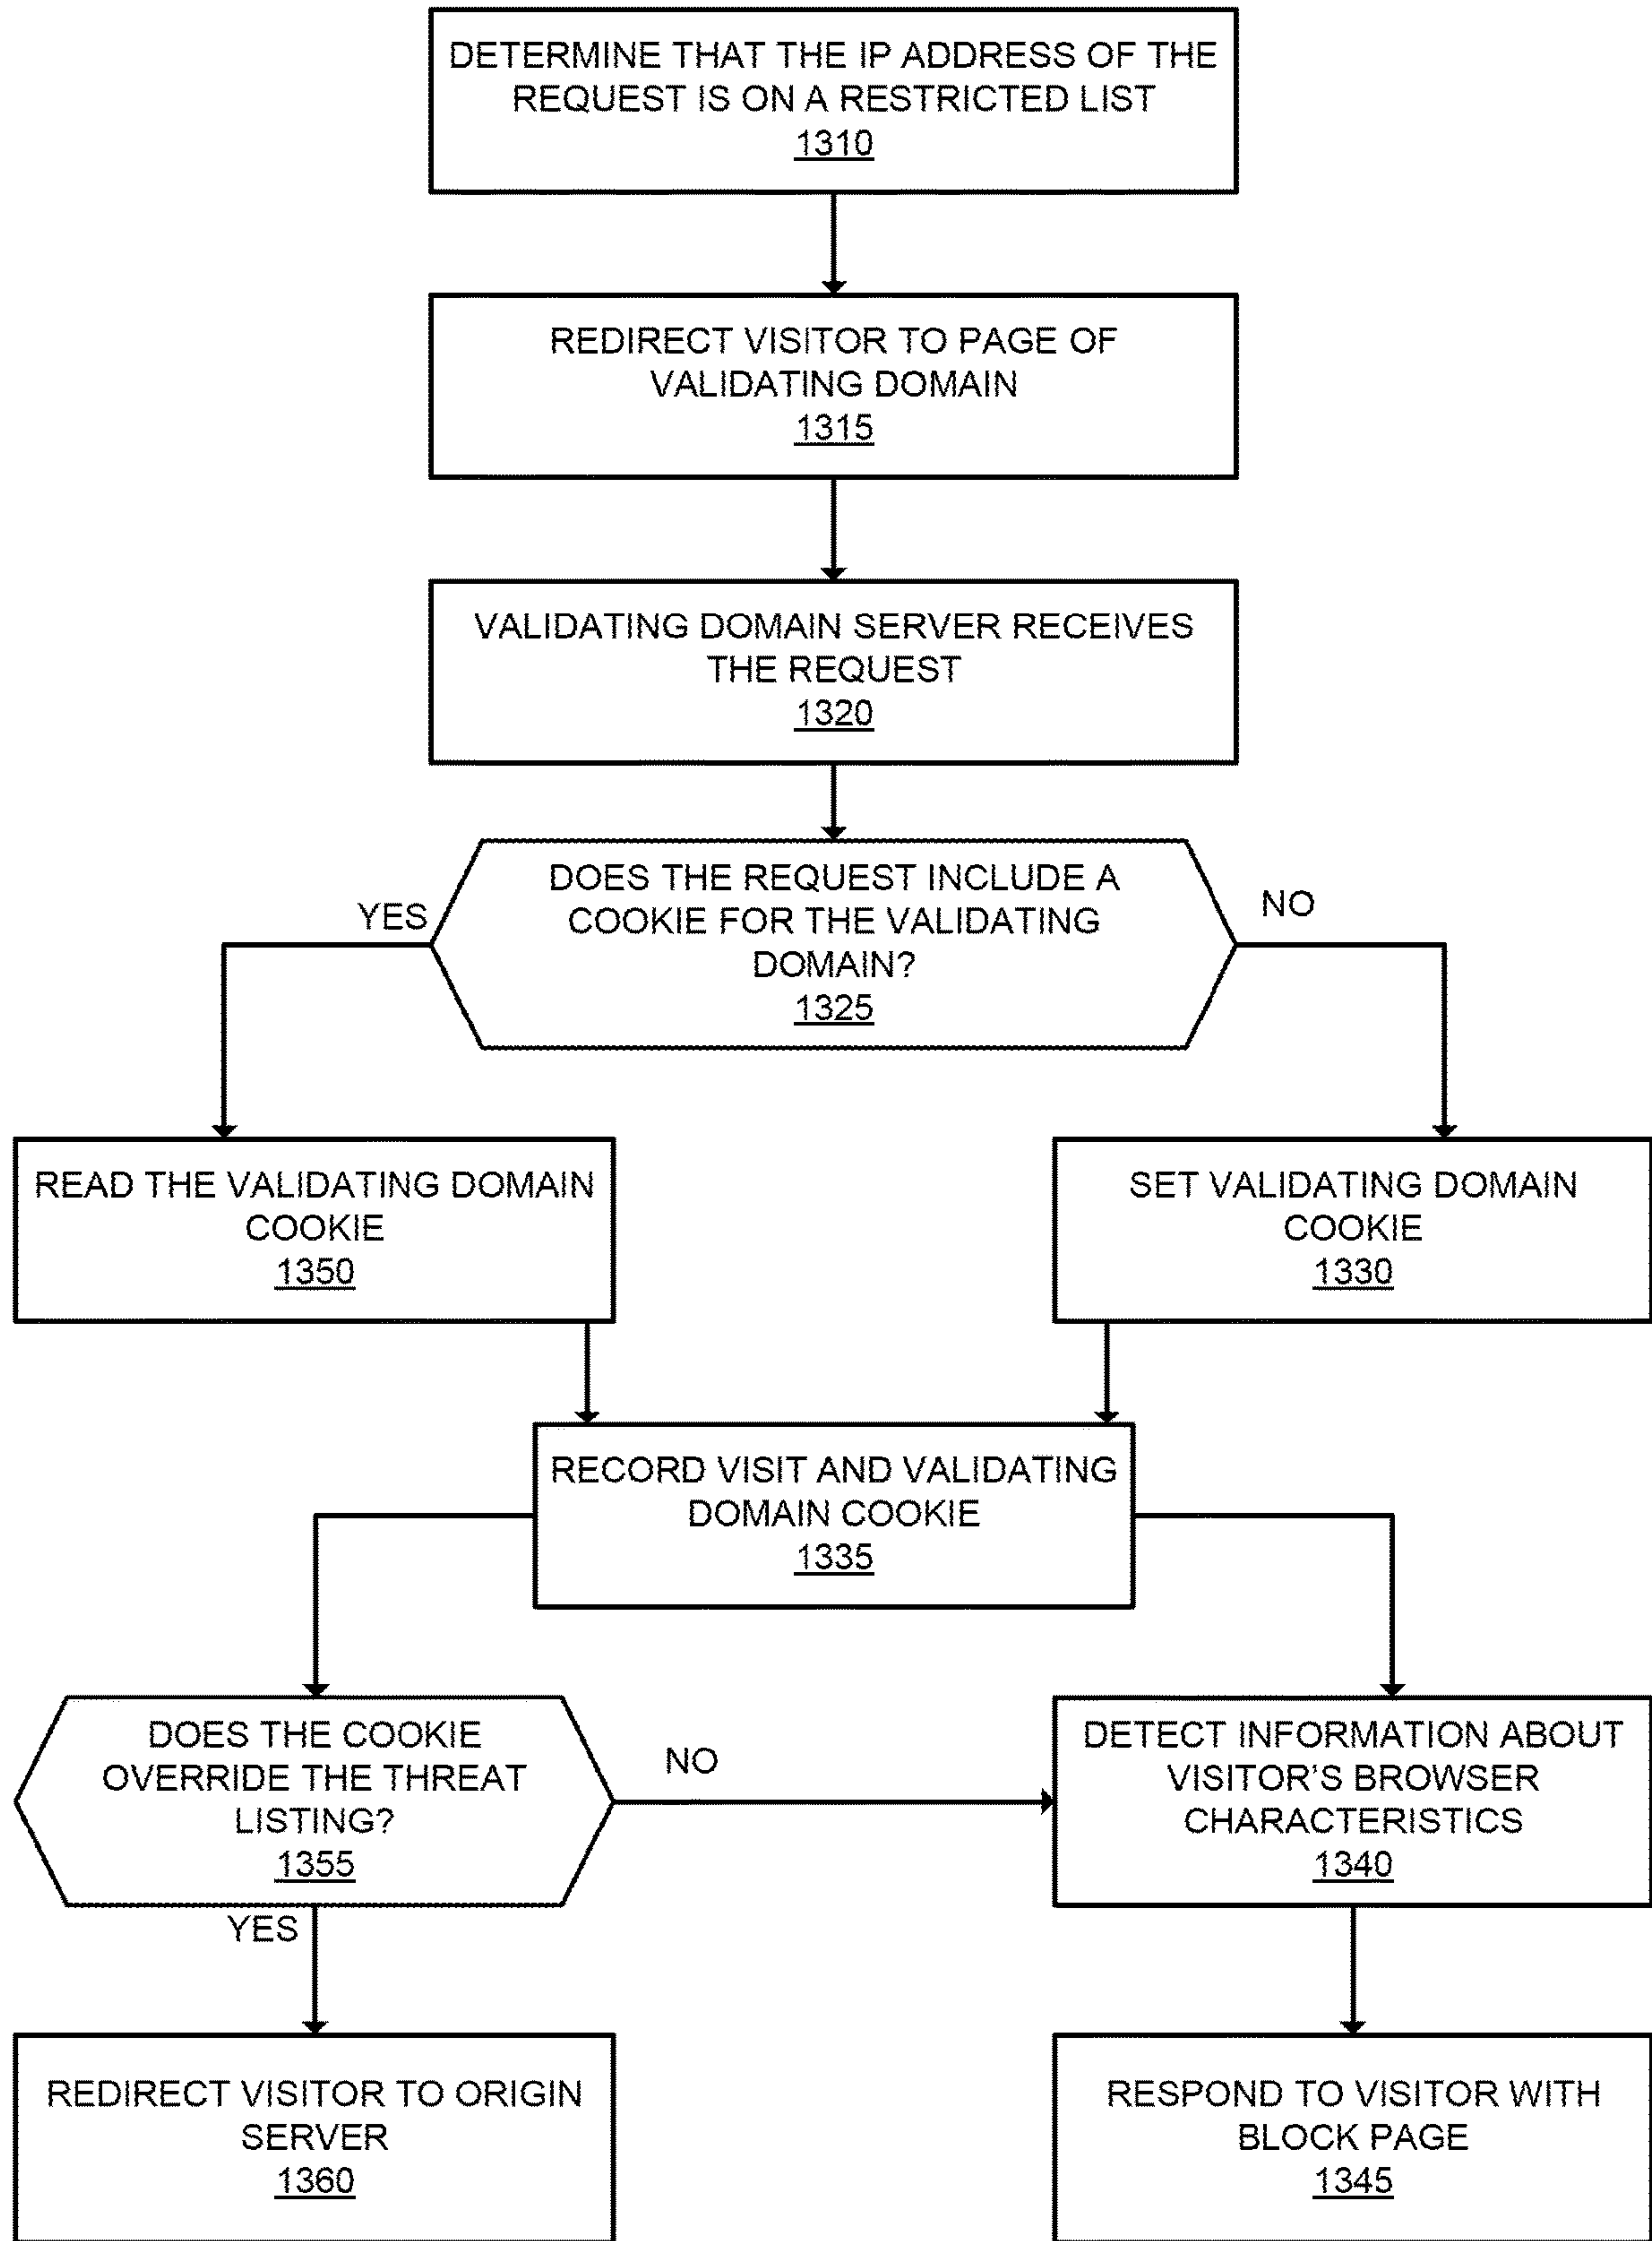 DETERMINE THAT THE IP ADDRESS OF THE
REQUEST IS ON A RESTRICTED LIST
1310
REDIRECT VISITOR TO PAGE OF
VALIDATING DOMAIN
1315
VALIDATING DOMAIN SERVER RECEIVES
THE REQUEST
1320
DOES THE REQUEST INCLUDE A
COOKIE FOR THE VALIDATING
DOMAIN?
1325
YES
NO
READ THE VALIDATING DOMAIN
COOKIE
1350
SET VALIDATING DOMAIN
COOKIE
1330
RECORD VISIT AND VALIDATING
DOMAIN COOKIE
1335
DOES THE COOKIE
OVERRIDE THE THREAT
LISTING?
1355
NO
YES
DETECT INFORMATION ABOUT
VISITOR'S BROWSER
CHARACTERISTICS
1340
REDIRECT VISITOR TO ORIGIN
SERVER
1360
RESPOND TO VISITOR WITH
BLOCK PAGE
1345